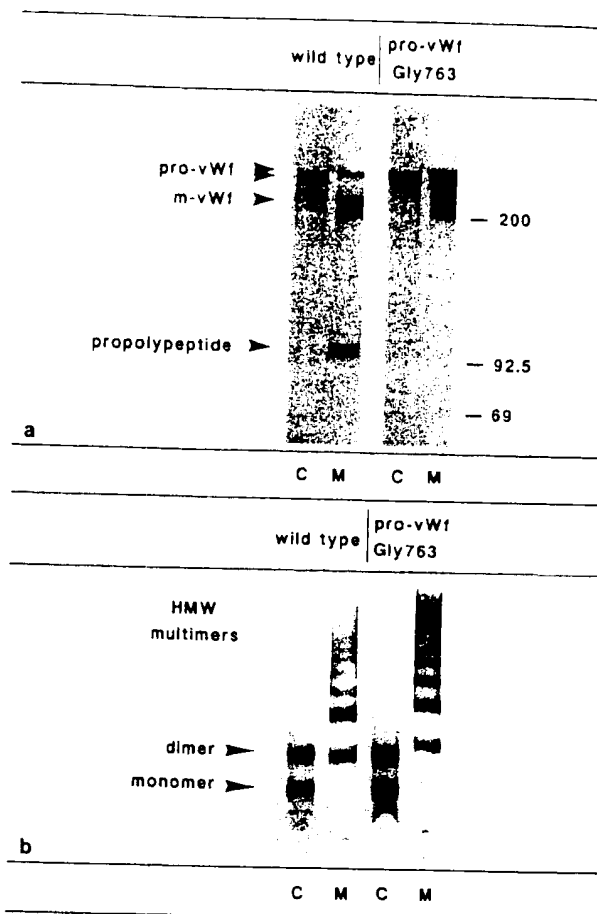 wild type
pro-vWf
Gly763
pro-vWf
m-vWf
— 200
propolypeptide
— 92.5
— 69
a
C M C M
wild type
pro-vWf
Gly763
HMW
multimers
dimer
monomer
b
C M C M